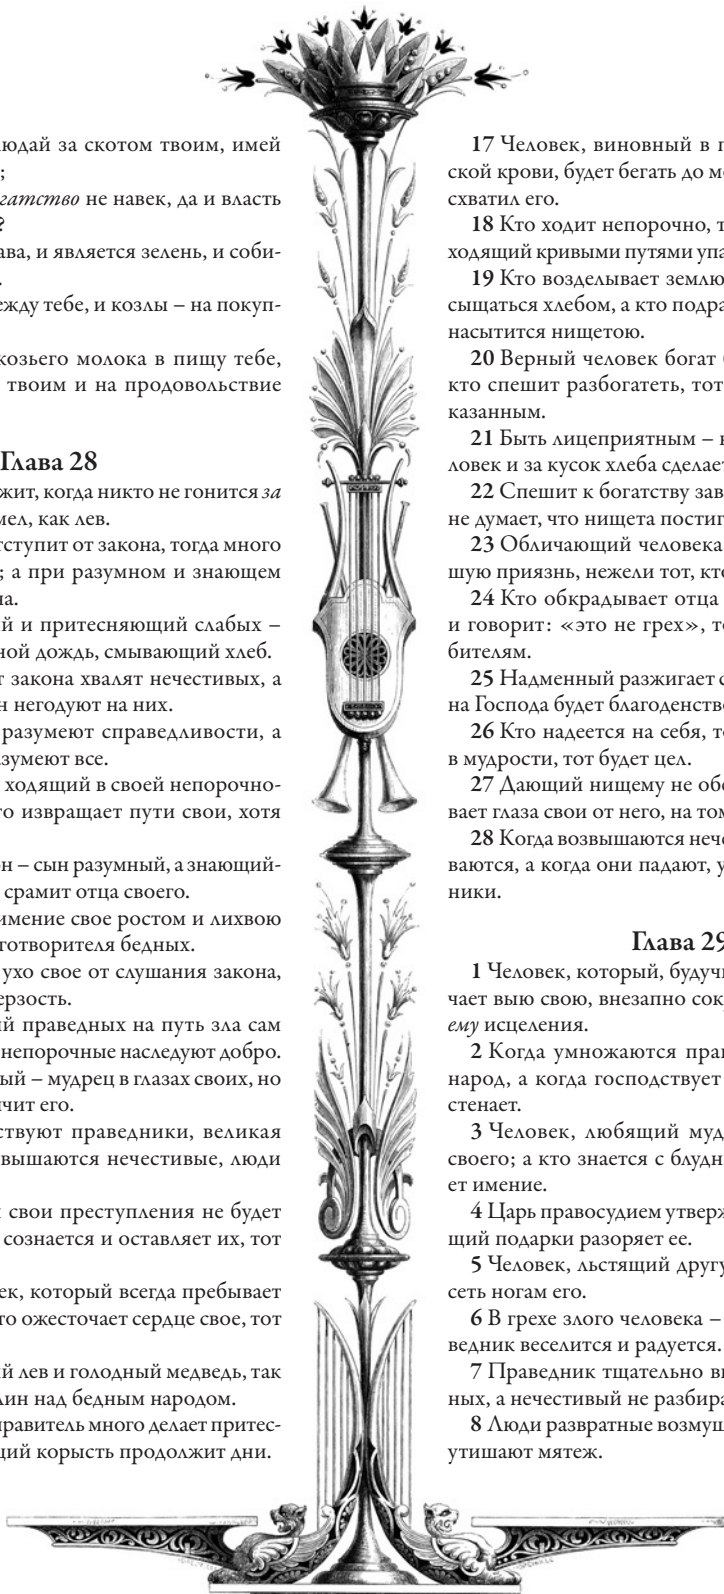 людай за скотом твоим, имей
;
гатство не навек, да и власть
?
ава, и является зелень, и соби-
.
ежду тебе, и козлы – на покуп-
козьего молока в пищу тебе,
твоим и на продовольствие
Глава 28
жит, когда никто не гонится за
мел, как лев.
тступит от закона, тогда много
; а при разумном и знающем
на.
ий и притесняющий слабых –
ной дождь, смывающий хлеб.
т закона хвалят нечестивых, а
н негодуют на них.
разумеют справедливости, а
зумеют все.
ходящий в своей непорочно-
то извращает пути свои, хотя
он – сын разумный, а знающий-
срамит отца своего.
имение свое ростом и лихвою
готворителя бедных.
ухо свое от слушания закона,
ерзость.
ий праведных на путь зла сам
непорочные наследуют добро.
ый – мудрец в глазах своих, но
ичит его.
ствуют праведники, великая
звышаются нечестивые, люди
й свои преступления не будет
сознается и оставляет их, тот
век, который всегда пребывает
то ожесточает сердце свое, тот
ий лев и голодный медведь, так
лин над бедным народом.
равитель много делает притес-
щий корысть продолжит дни.
17 Человек, виновный в п
ской крови, будет бегать до мо
схватил его.
18 Кто ходит непорочно, т
ходящий кривыми путями упа
19 Кто возделывает землю
сыщаться хлебом, а кто подра
насытится нищетою.
20 Верный человек богат б
кто спешит разбогатеть, тот
казанным.
21 Быть лицеприятным – н
ловек и за кусок хлеба сделает
22 Спешит к богатству зав
не думает, что нищета постиг
23 Обличающий человека
шую приязнь, нежели тот, кто
24 Кто обкрадывает отца
и говорит: «это не грех», то
бителям.
25 Надменный разжигает с
на Господа будет благоденство
26 Кто надеется на себя, то
в мудрости, тот будет цел.
27 Дающий нищему не обе
вает глаза свои от него, на том
28 Когда возвышаются нече
ваются, а когда они падают, у
ники.
Глава 29
1 Человек, который, будучи
чает выю свою, внезапно сок
ему исцеления.
2 Когда умножаются прав
народ, а когда господствует
стенает.
3 Человек, любящий муд
своего; а кто знается с блудни
ет имение.
4 Царь правосудием утверж
щий подарки разоряет ее.
5 Человек, льстящий другу
сеть ногам его.
6 В грехе злого человека –
ведник веселится и радуется.
7 Праведник тщательно вн
ных, а нечестивый не разбира
8 Люди развратные возмущ
утишают мятеж.